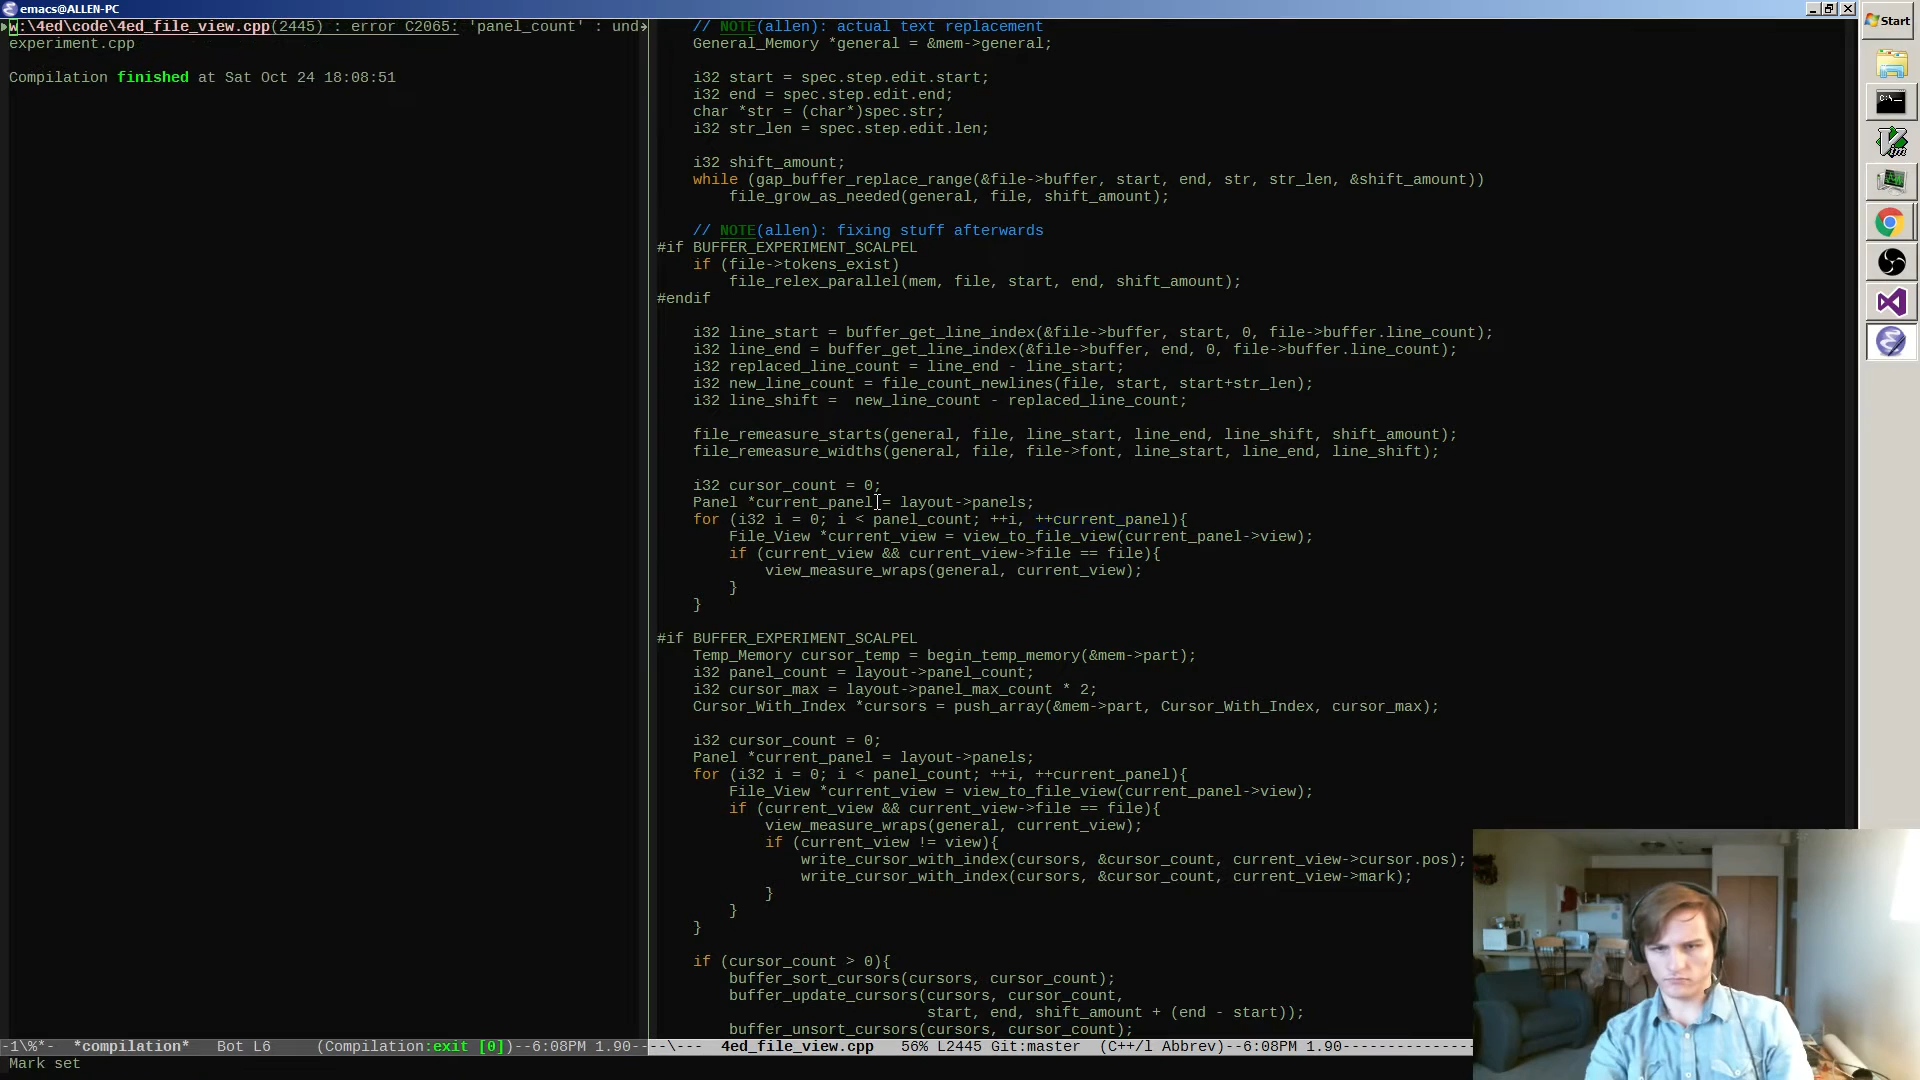 emacs@ALLEN-PC
w:\4ed\code\4ed_file_view.cpp(2445) : error C2065: 'panel_count' : und
experiment.cpp
Compilation finished at Sat Oct 24 18:08:51
-1\%*-  *compilation*   Bot L6     (Compilation:exit [0])--6:08PM 1.90--
    // NOTE(allen): actual text replacement
    General_Memory *general = &mem->general;
    i32 start = spec.step.edit.start;
    i32 end = spec.step.edit.end;
    char *str = (char*)spec.str;
    i32 str_len = spec.step.edit.len;
    i32 shift_amount;
    while (gap_buffer_replace_range(&file->buffer, start, end, str, str_len, &shift_amount))
        file_grow_as_needed(general, file, shift_amount);
    // NOTE(allen): fixing stuff afterwards
#if BUFFER_EXPERIMENT_SCALPEL
    if (file->tokens_exist)
        file_relex_parallel(mem, file, start, end, shift_amount);
#endif
    i32 line_start = buffer_get_line_index(&file->buffer, start, 0, file->buffer.line_count);
    i32 line_end = buffer_get_line_index(&file->buffer, end, 0, file->buffer.line_count);
    i32 replaced_line_count = line_end - line_start;
    i32 new_line_count = file_count_newlines(file, start, start+str_len);
    i32 line_shift =  new_line_count - replaced_line_count;
    file_remeasure_starts(general, file, line_start, line_end, line_shift, shift_amount);
    file_remeasure_widths(general, file, file->font, line_start, line_end, line_shift);
    i32 cursor_count = 0;
    Panel *current_panel = layout->panels;
    for (i32 i = 0; i < panel_count; ++i, ++current_panel){
        File_View *current_view = view_to_file_view(current_panel->view);
        if (current_view && current_view->file == file){
            view_measure_wraps(general, current_view);
        }
    }
#if BUFFER_EXPERIMENT_SCALPEL
    Temp_Memory cursor_temp = begin_temp_memory(&mem->part);
    i32 panel_count = layout->panel_count;
    i32 cursor_max = layout->panel_max_count * 2;
    Cursor_With_Index *cursors = push_array(&mem->part, Cursor_With_Index, cursor_max);
    i32 cursor_count = 0;
    Panel *current_panel = layout->panels;
    for (i32 i = 0; i < panel_count; ++i, ++current_panel){
        File_View *current_view = view_to_file_view(current_panel->view);
        if (current_view && current_view->file == file){
            view_measure_wraps(general, current_view);
            if (current_view != view){
                write_cursor_with_index(cursors, &cursor_count, current_view->cursor.pos);
                write_cursor_with_index(cursors, &cursor_count, current_view->mark);
            }
        }
    }
    if (cursor_count > 0){
        buffer_sort_cursors(cursors, cursor_count);
        buffer_update_cursors(cursors, cursor_count,
                              start, end, shift_amount + (end - start));
        buffer_unsort_cursors(cursors, cursor_count);
--\---  4ed_file_view.cpp   56% L2445 Git:master  (C++/l Abbrev)--6:08PM 1.90--------------
Mark set
Start